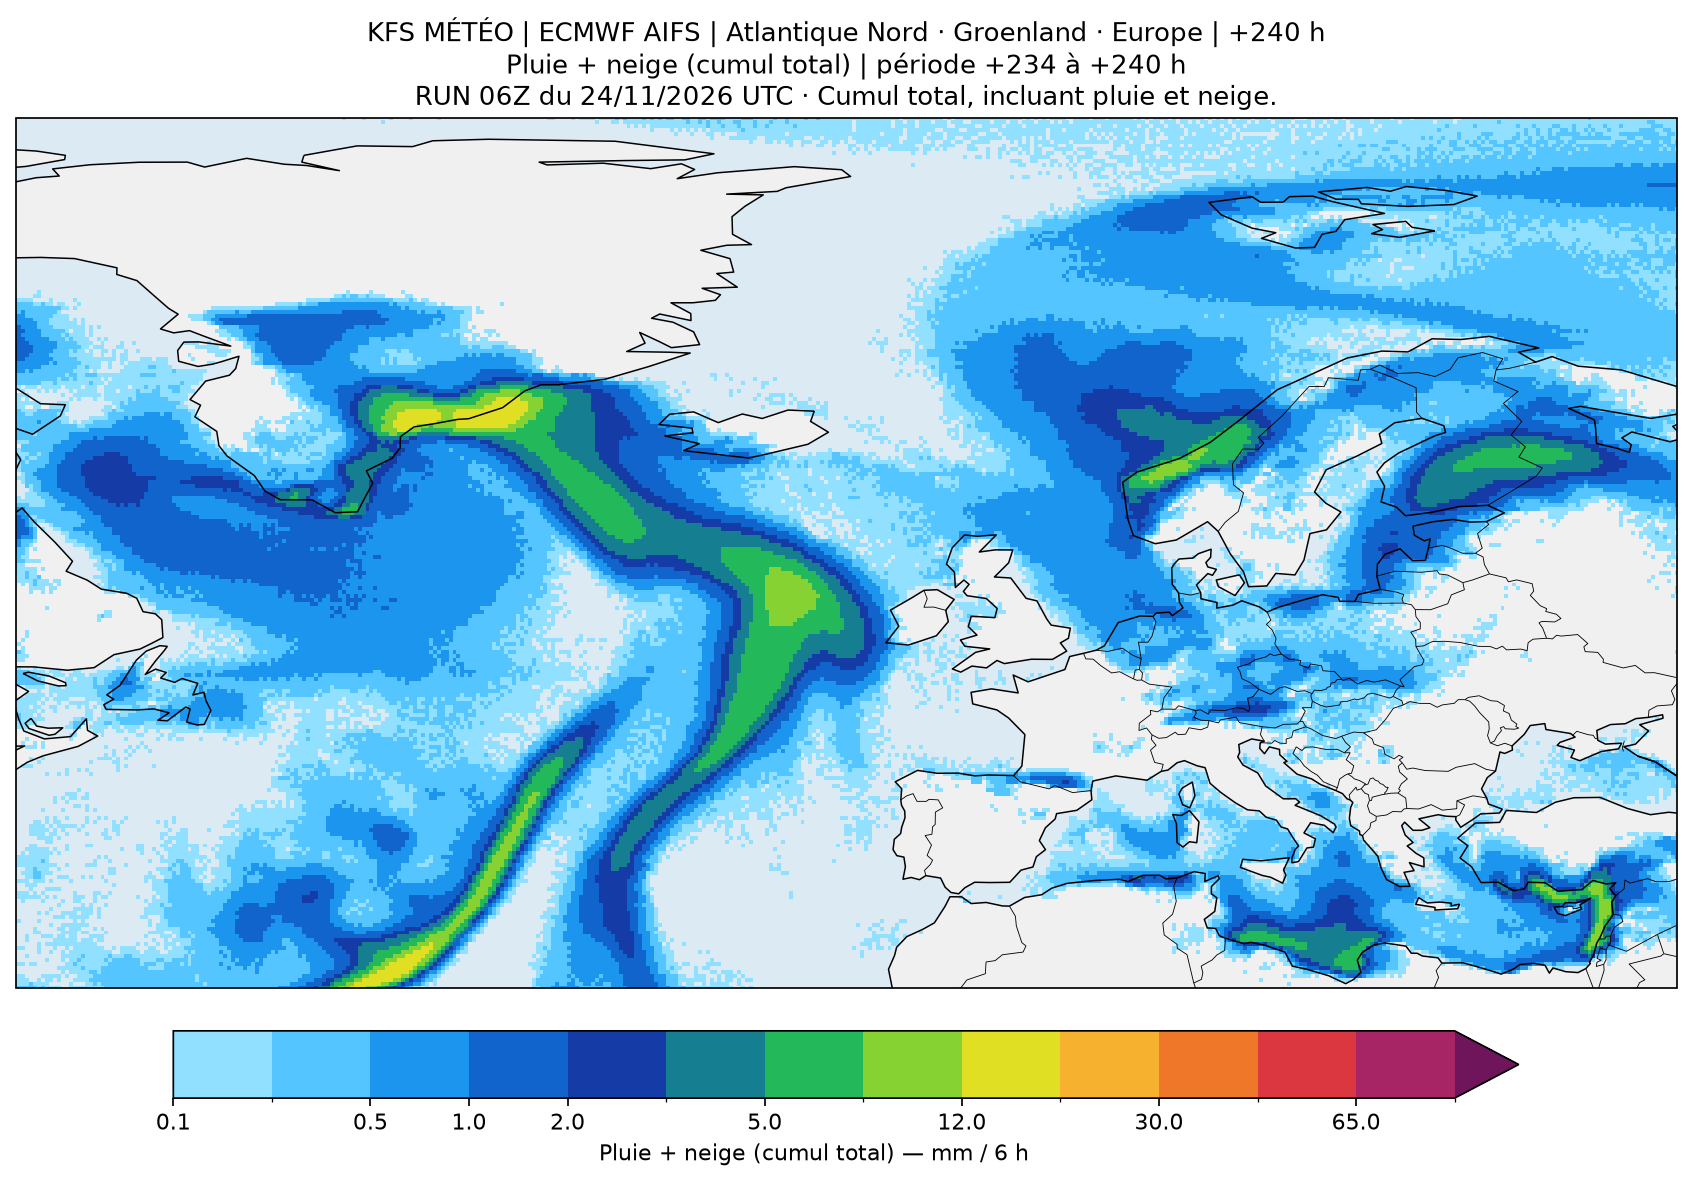 KFS MÉTÉO | ECMWF AIFS | Atlantique Nord · Groenland · Europe | +240 h
Pluie + neige (cumul total) | période +234 à +240 h
RUN 06Z du 24/11/2026 UTC · Cumul total, incluant pluie et neige.
0.1 0.5 1.0 2.0 5.0 12.0 30.0 65.0
Pluie + neige (cumul total) — mm / 6 h